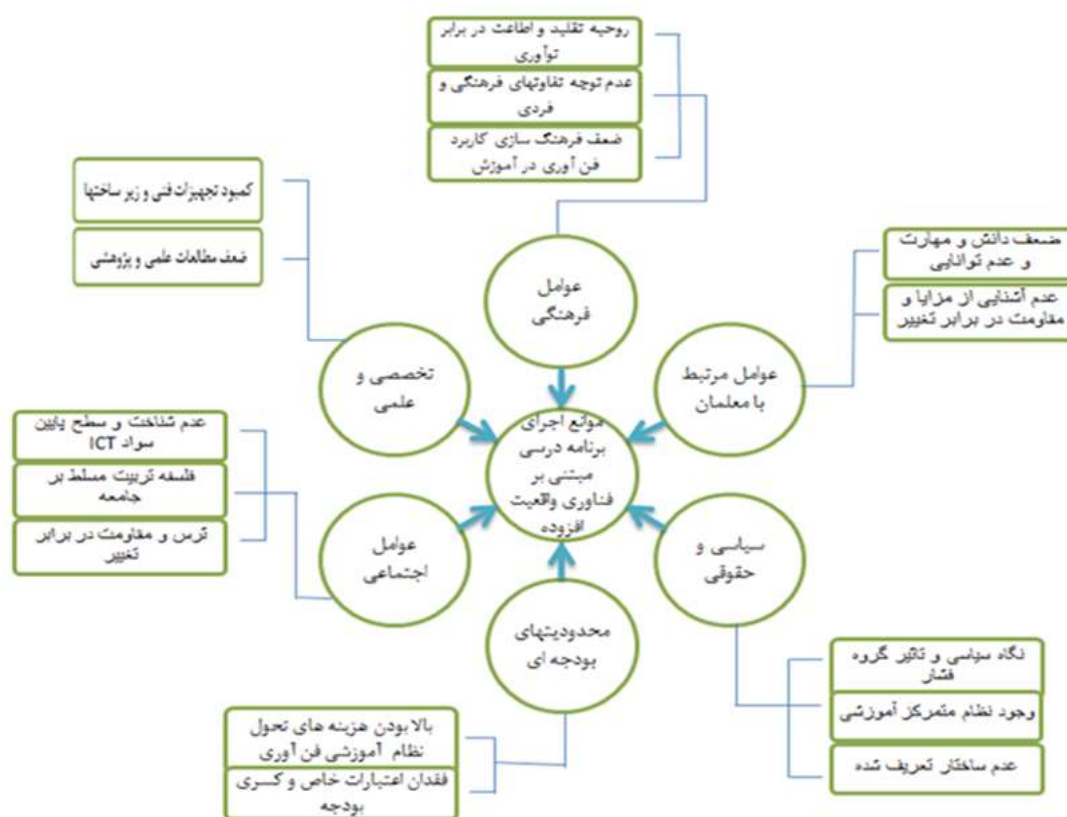 روحیه تقلید و اطاعت در برابر
توآوری
عدم توجه تفاوتهای فرهنگی و
فردی
ضعف فرهنگ سازی کاربرد
فن آوری در آموزش
عوامل
فرهنگی
ضعف دانش و مهارت
و عدم توانایی
عدم آشنایی از مزایا و
مقاومت در برابر تغییر
عوامل مرتبط
با معلمان
کمبود تجهیزات فنی و زیر ساختها
ضعف مطالعات علمی و پژوهشی
تخصصی و
علمی
موانع اجرای
برنامه درسی
مبتنی بر
فناوری واقعیت
افزوده
عدم شناخت و سطح پایین
سواد ICT
فلسفه تربیت مسلط بر
جامعه
ترس و مقاومت در برابر
تغییر
عوامل
اجتماعی
سیاسی و
حقوقی
نگاه سیاسی و تاثیر گروه
فشار
وجود نظام متمرکز آموزشی
عدم ساختار تعریف شده
محدودیتهای
بودجه ای
بالا بودن هزینه های تحول
نظام آموزشی فن آوری
فقدان اعتبارات خاص و کسری
بودجه